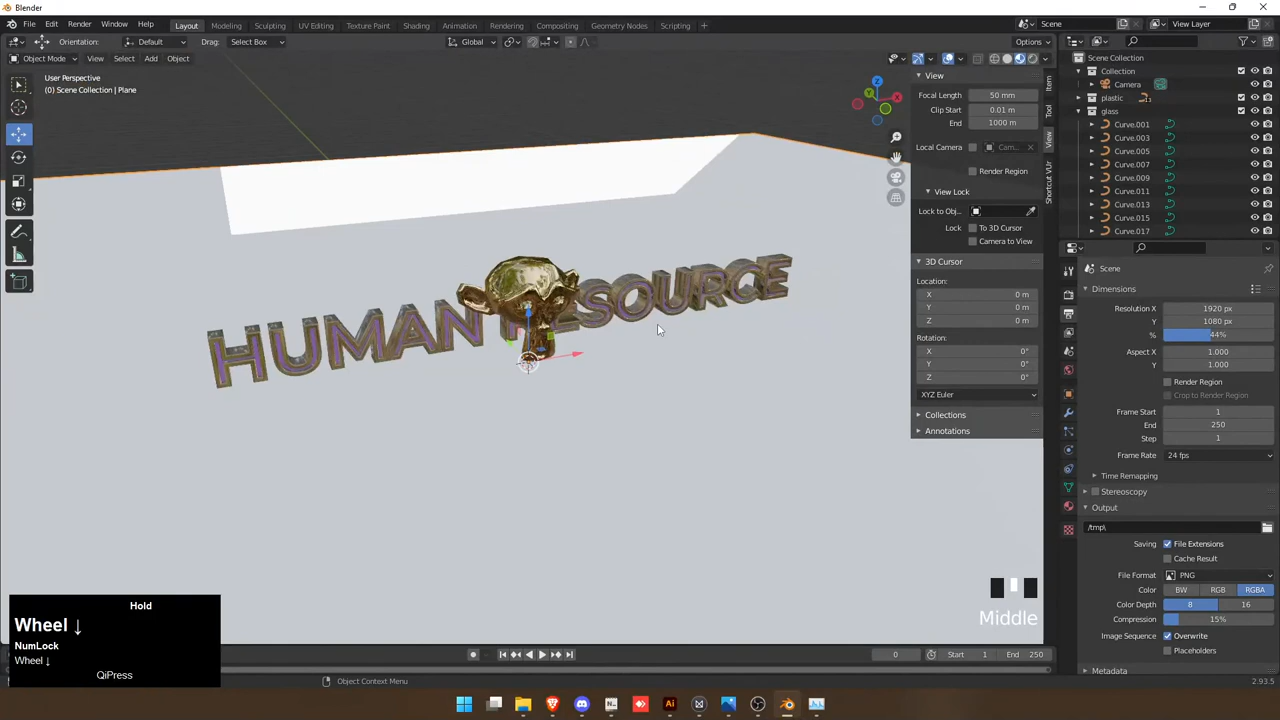 Blender
File Edit Render Window Help Layout Modeling Sculpting UV Editing Texture Paint Shading Animation Rendering Compositing Geometry Nodes Scripting + Scene View Layer
Orientation: Default Drag: Select Box Global Options
Object Mode View Select Add Object
User Perspective
(0) Scene Collection | Plane
HUMAN RESOURCE
Z
X
Y
View
Focal Length 50 mm
Clip Start 0.01 m
End 1000 m
Local Camera Cam...
Render Region
View Lock
Lock to Obj...
Lock To 3D Cursor
Camera to View
3D Cursor
Location:
X 0 m
Y 0 m
Z 0 m
Rotation:
X 0°
Y 0°
Z 0°
XYZ Euler
Collections
Annotations
Item
Tool
View
Shortcut VUr
Scene Collection
Collection
Camera
plastic
glass
Curve.001
Curve.003
Curve.005
Curve.007
Curve.009
Curve.011
Curve.013
Curve.015
Curve.017
Scene
Dimensions
Resolution X 1920 px
Y 1080 px
% 44%
Aspect X 1.000
Y 1.000
Render Region
Crop to Render Region
Frame Start 1
End 250
Step 1
Frame Rate 24 fps
Time Remapping
Stereoscopy
Output
/tmp\
Saving File Extensions
Cache Result
File Format PNG
Color BW RGB RGBA
Color Depth 8 16
Compression 15%
Image Sequence Overwrite
Placeholders
Metadata
Hold
Wheel ↓
NumLock
Wheel ↓
QiPress
Middle
0 Start 1 End 250
Object Context Menu
2.93.5